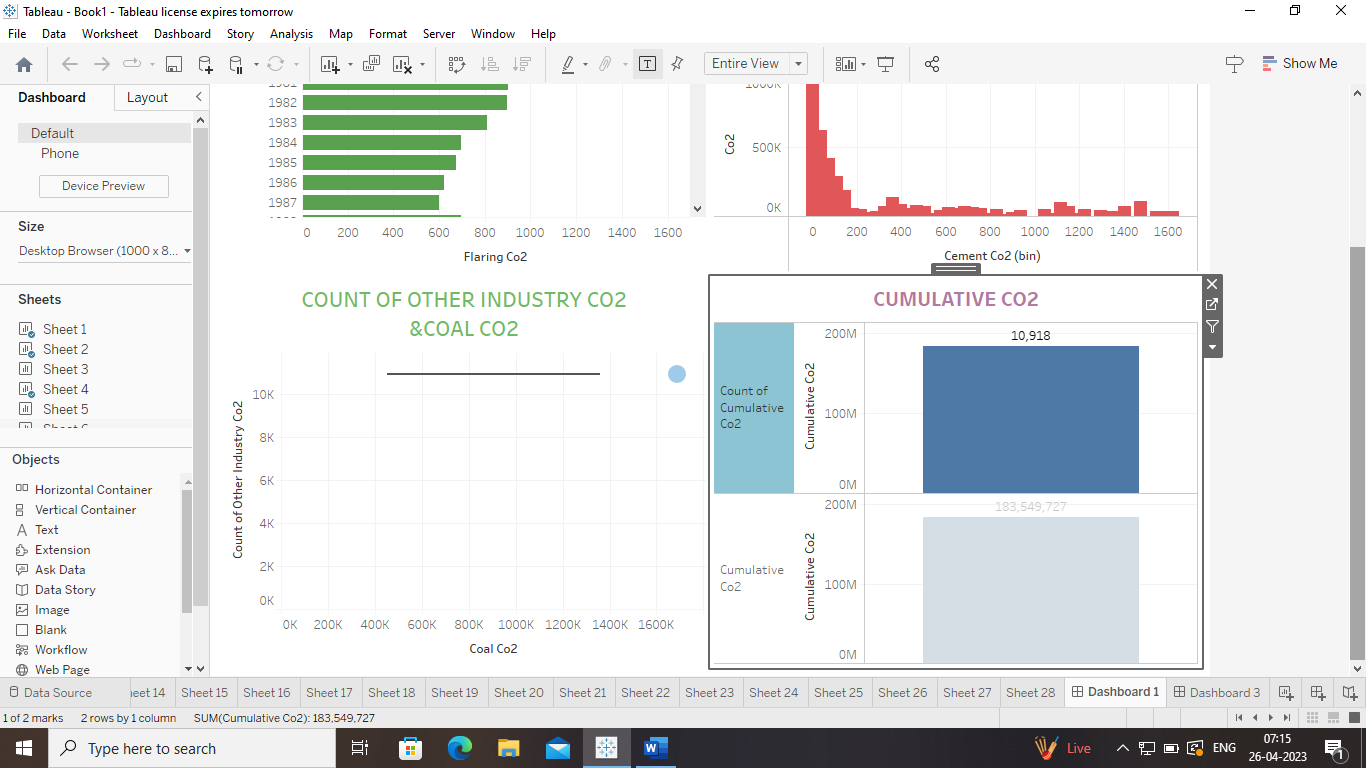 Tableau - Book1 - Tableau license expires tomorrow
File Data Worksheet Dashboard Story Analysis Map Format Server Window Help
Entire View
Show Me
Dashboard Layout
Default
Phone
Device Preview
Size
Desktop Browser (1000 x 8...
Sheets
Sheet 1
Sheet 2
Sheet 3
Sheet 4
Sheet 5
Objects
Horizontal Container
Vertical Container
Text
Extension
Ask Data
Data Story
Image
Blank
Workflow
Web Page
1982
1983
1984
1985
1986
1987
0 200 400 600 800 1000 1200 1400 1600
Flaring Co2
Co2
1000K
500K
0K
0 200 400 600 800 1000 1200 1400 1600
Cement Co2 (bin)
COUNT OF OTHER INDUSTRY CO2
&COAL CO2
Count of Other Industry Co2
10K
8K
6K
4K
2K
0K
0K 200K 400K 600K 800K 1000K 1200K 1400K 1600K
Coal Co2
CUMULATIVE CO2
Count of
Cumulative
Co2
Cumulative Co2
200M
100M
0M
10,918
Cumulative
Co2
Cumulative Co2
200M
100M
0M
183,549,727
Data Source eet 14 Sheet 15 Sheet 16 Sheet 17 Sheet 18 Sheet 19 Sheet 20 Sheet 21 Sheet 22 Sheet 23 Sheet 24 Sheet 25 Sheet 26 Sheet 27 Sheet 28 Dashboard 1 Dashboard 3
1 of 2 marks 2 rows by 1 column SUM(Cumulative Co2): 183,549,727
Type here to search
Live
ENG
07:15
26-04-2023
1